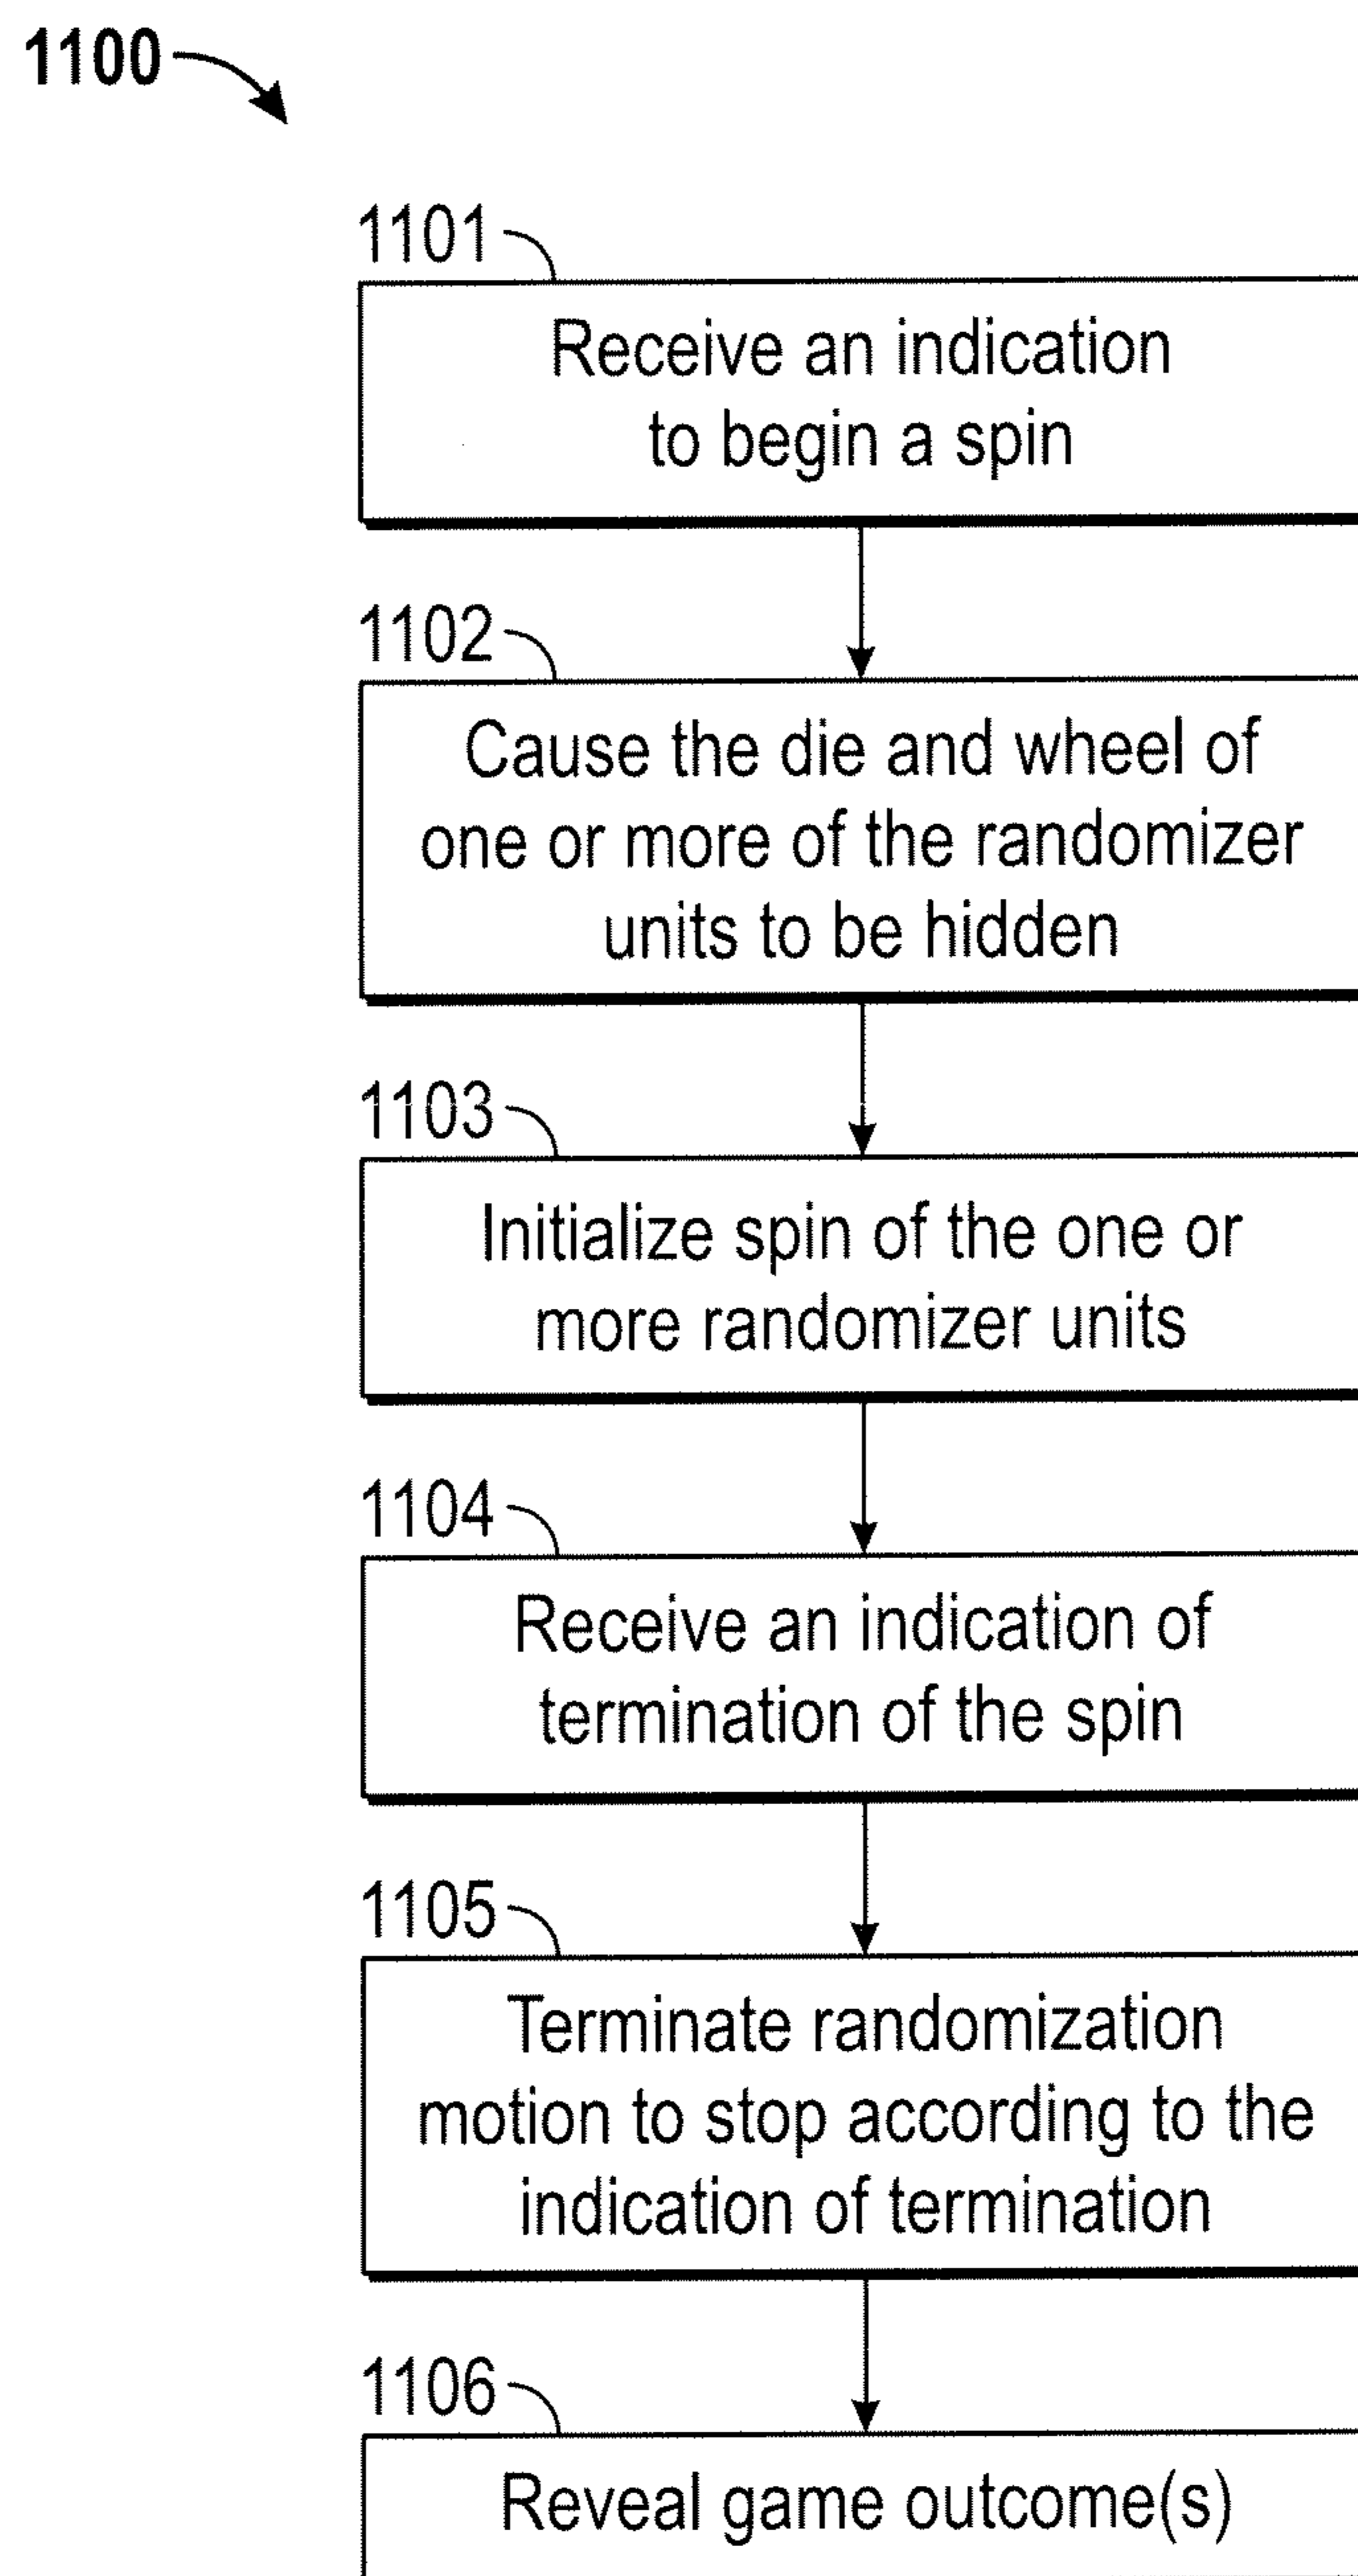 1100
1101
Receive an indication
to begin a spin
1102
Cause the die and wheel of
one or more of the randomizer
units to be hidden
1103
Initialize spin of the one or
more randomizer units
1104
Receive an indication of
termination of the spin
1105
Terminate randomization
motion to stop according to the
indication of termination
1106
Reveal game outcome(s)